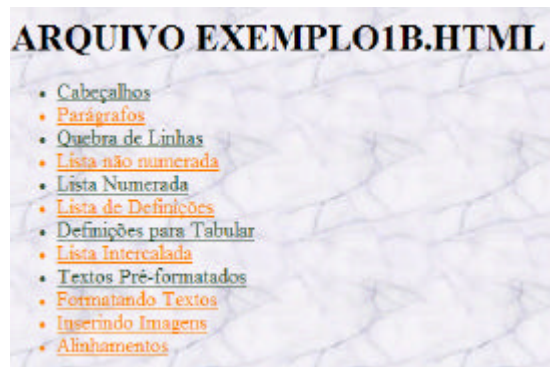 ARQUIVO EXEMPLO1B.HTML
Cabeçalhos
Parágrafos
Quebra de Linhas
Lista não numerada
Lista Numerada
Lista de Definições
Definições para Tabular
Lista Intercalada
Textos Pré-formatados
Formatando Textos
Inserindo Imagens
Alinhamentos